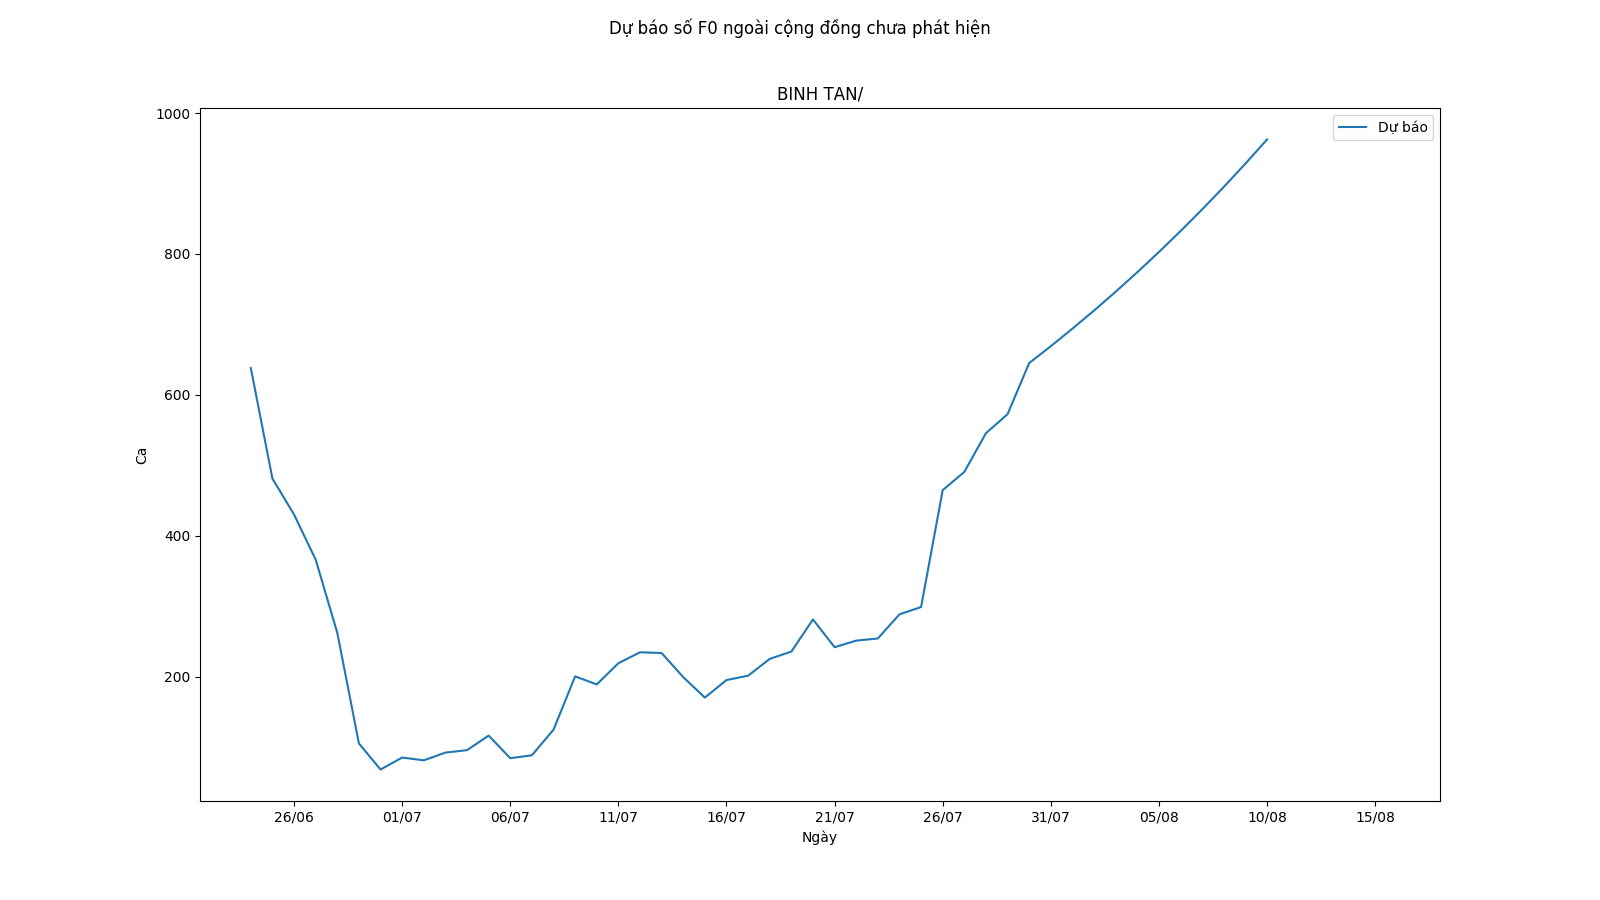 Dự báo số F0 ngoài cộng đồng chưa phát hiện
BINH TAN/
Dự báo
1000
800
600
400
200
Ca
26/06 01/07 06/07 11/07 16/07 21/07 26/07 31/07 05/08 10/08 15/08
Ngày